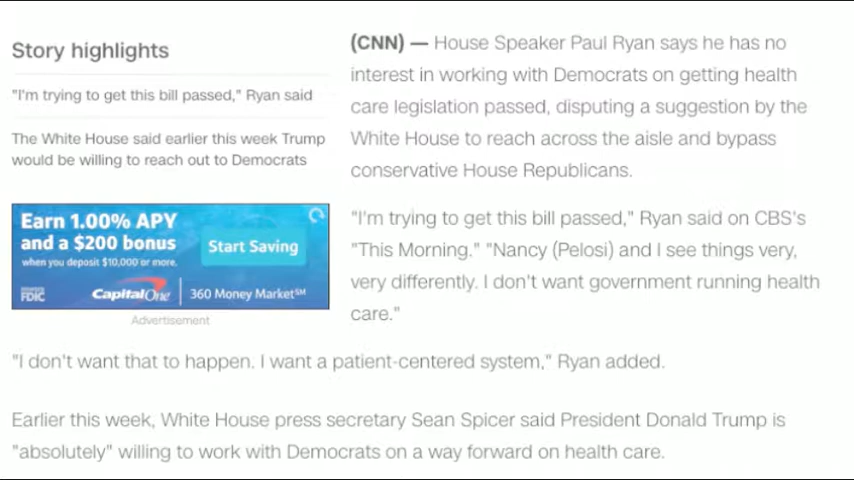 Story highlights
"I'm trying to get this bill passed," Ryan said
The White House said earlier this week Trump
would be willing to reach out to Democrats
Earn 1.00% APY
and a $200 bonus
when you deposit $10,000 or more.
Start Saving
FDIC
Capital One
360 Money Market℠
Advertisement
(CNN) — House Speaker Paul Ryan says he has no
interest in working with Democrats on getting health
care legislation passed, disputing a suggestion by the
White House to reach across the aisle and bypass
conservative House Republicans.
"I'm trying to get this bill passed," Ryan said on CBS's
"This Morning." "Nancy (Pelosi) and I see things very,
very differently. I don't want government running health
care."
"I don't want that to happen. I want a patient-centered system," Ryan added.
Earlier this week, White House press secretary Sean Spicer said President Donald Trump is
"absolutely" willing to work with Democrats on a way forward on health care.